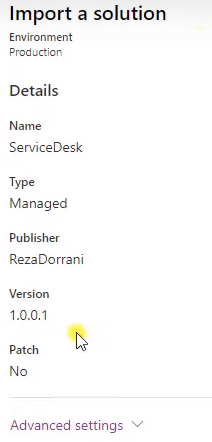 Import a solution
Environment
Production
Details
Name
ServiceDesk
Type
Managed
Publisher
RezaDorrani
Version
1.0.0.1
Patch
No
Advanced settings